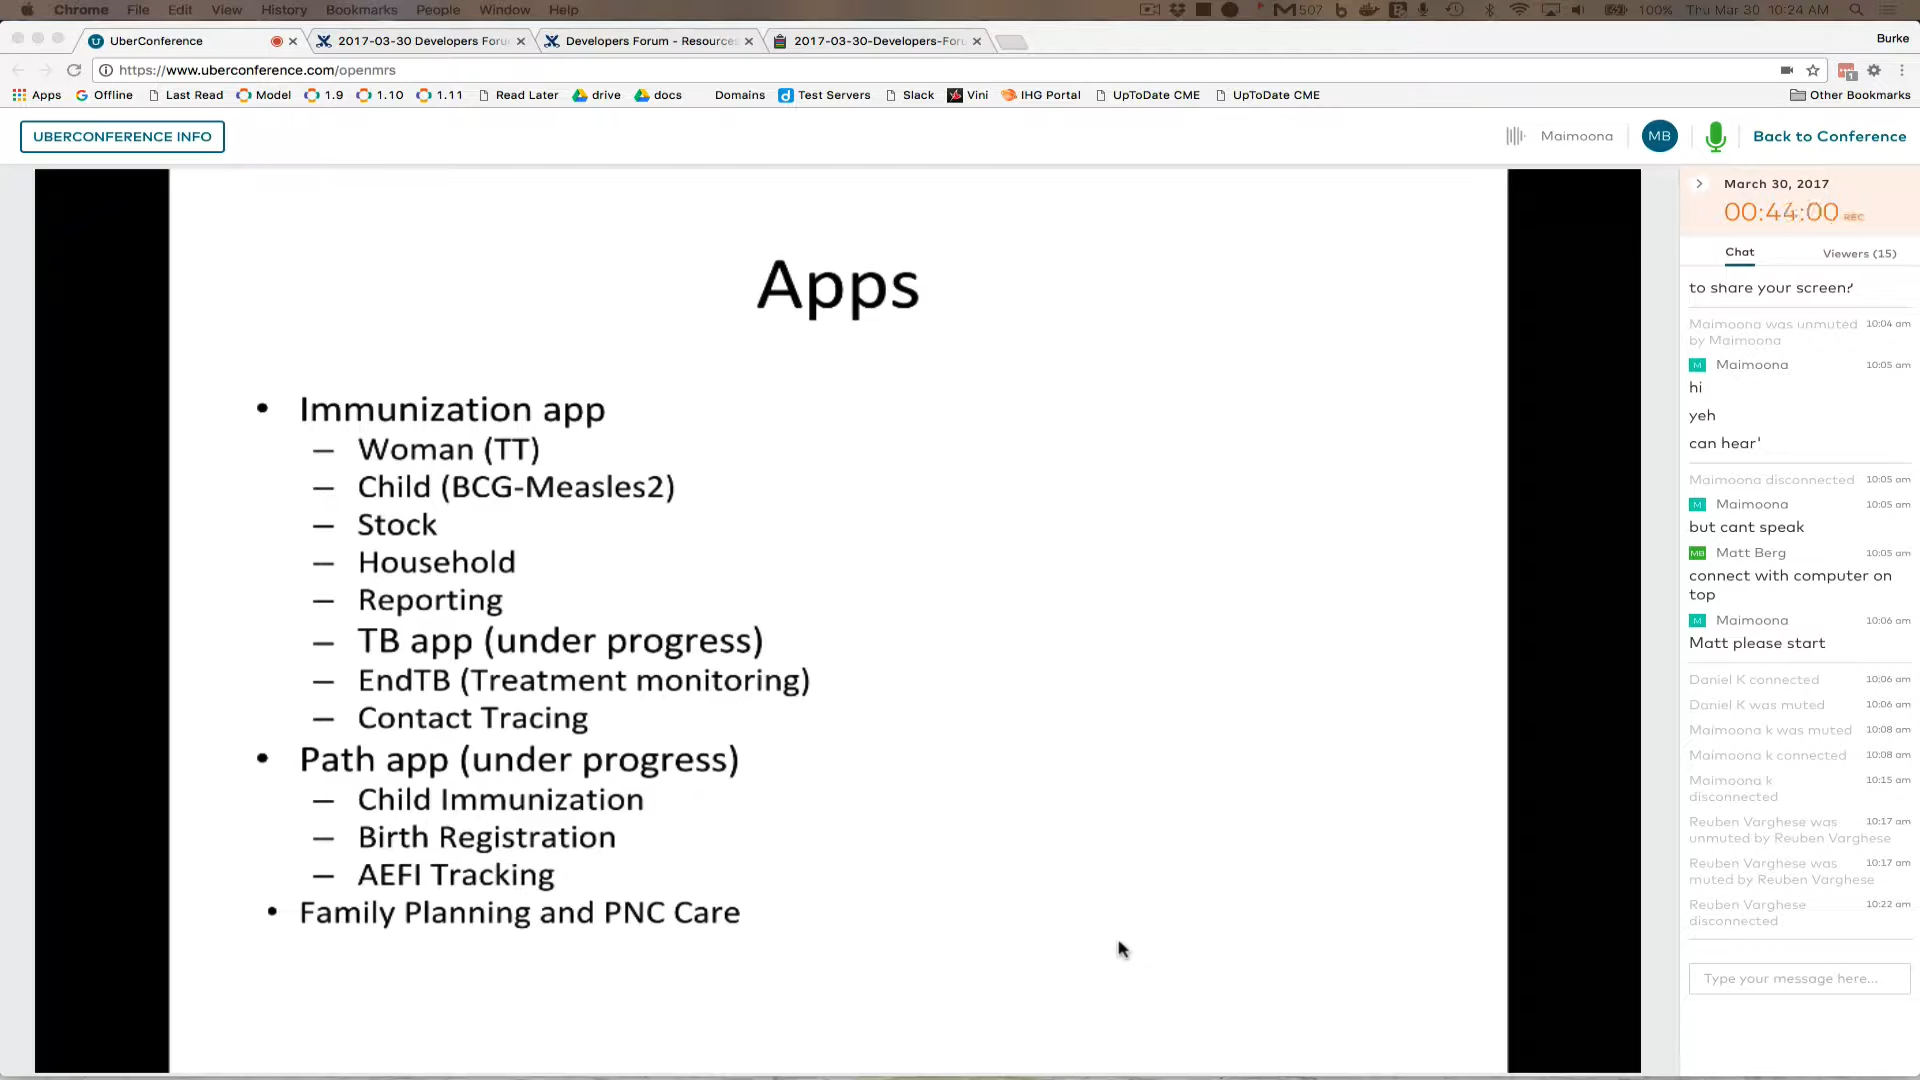 Chrome File Edit View History Bookmarks People Window Help 507 100% Thu Mar 30 10:24 AM
UberConference 2017-03-30 Developers Foru Developers Forum - Resources 2017-03-30-Developers-Foru Burke
https://www.uberconference.com/openmrs
Apps Offline Last Read Model 1.9 1.10 1.11 Read Later drive docs Domains Test Servers Slack Vini IHG Portal UpToDate CME UpToDate CME Other Bookmarks
UBERCONFERENCE INFO Maimoona MB Back to Conference
Apps
• Immunization app
– Woman (TT)
– Child (BCG-Measles2)
– Stock
– Household
– Reporting
– TB app (under progress)
– EndTB (Treatment monitoring)
– Contact Tracing
• Path app (under progress)
– Child Immunization
– Birth Registration
– AEFI Tracking
• Family Planning and PNC Care
March 30, 2017
00:44:00 REC
Chat Viewers (15)
to share your screen?
Maimoona was unmuted 10:04 am
by Maimoona
M Maimoona 10:05 am
hi
yeh
can hear'
Maimoona disconnected 10:05 am
M Maimoona 10:05 am
but cant speak
MB Matt Berg 10:05 am
connect with computer on
top
M Maimoona 10:06 am
Matt please start
Daniel K connected 10:06 am
Daniel K was muted 10:06 am
Maimoona k was muted 10:08 am
Maimoona k connected 10:08 am
Maimoona k 10:15 am
disconnected
Reuben Varghese was 10:17 am
unmuted by Reuben Varghese
Reuben Varghese was 10:17 am
muted by Reuben Varghese
Reuben Varghese 10:22 am
disconnected
Type your message here...